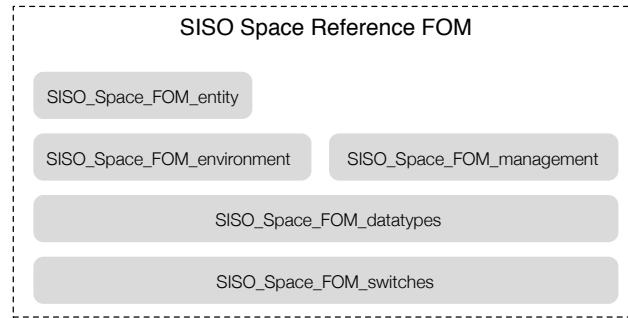 SISO Space Reference FOM
SISO_Space_FOM_entity
SISO_Space_FOM_environment
SISO_Space_FOM_management
SISO_Space_FOM_datatypes
SISO_Space_FOM_switches